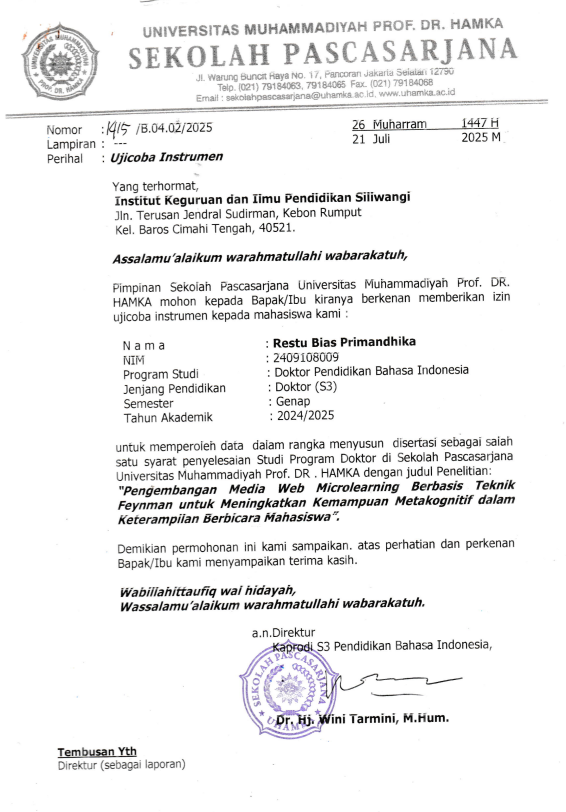 UNIVERSITAS MUHAMMADIYAH PROF. DR. HAMKA
SEKOLAH PASCASARJANA
Jl. Warung Buncit Raya No. 17, Pancoran Jakarta Selatan 12790
Telp. (021) 79184063, 79184065 Fax. (021) 79184068
Email : sekolahpascasarjana@uhamka.ac.id, www.uhamka.ac.id
Nomor : 1915 /B.04.02/2025
26 Muharram 1447 H
Lampiran : ---
21 Juli 2025 M
Perihal : Ujicoba Instrumen
Yang terhormat,
Institut Keguruan dan Ilmu Pendidikan Siliwangi
Jln. Terusan Jendral Sudirman, Kebon Rumput
Kel. Baros Cimahi Tengah, 40521.
Assalamu'alaikum warahmatullahi wabarakatuh,
Pimpinan Sekolah Pascasarjana Universitas Muhammadiyah Prof. DR.
HAMKA mohon kepada Bapak/Ibu kiranya berkenan memberikan izin
ujicoba instrumen kepada mahasiswa kami :
N a m a : Restu Bias Primandhika
NIM : 2409108009
Program Studi : Doktor Pendidikan Bahasa Indonesia
Jenjang Pendidikan : Doktor (S3)
Semester : Genap
Tahun Akademik : 2024/2025
untuk memperoleh data dalam rangka menyusun disertasi sebagai salah
satu syarat penyelesaian Studi Program Doktor di Sekolah Pascasarjana
Universitas Muhammadiyah Prof. DR . HAMKA dengan judul Penelitian:
"Pengembangan Media Web Microlearning Berbasis Teknik
Feynman untuk Meningkatkan Kemampuan Metakognitif dalam
Keterampilan Berbicara Mahasiswa".
Demikian permohonan ini kami sampaikan. atas perhatian dan perkenan
Bapak/Ibu kami menyampaikan terima kasih.
Wabillahittaufiq wal hidayah,
Wassalamu'alaikum warahmatullahi wabarakatuh.
a.n.Direktur
Kaprodi S3 Pendidikan Bahasa Indonesia,
SEKOLAH PASCASARJANA
UHAMKA
Dr. Hj. Wini Tarmini, M.Hum.
Tembusan Yth
Direktur (sebagai laporan)